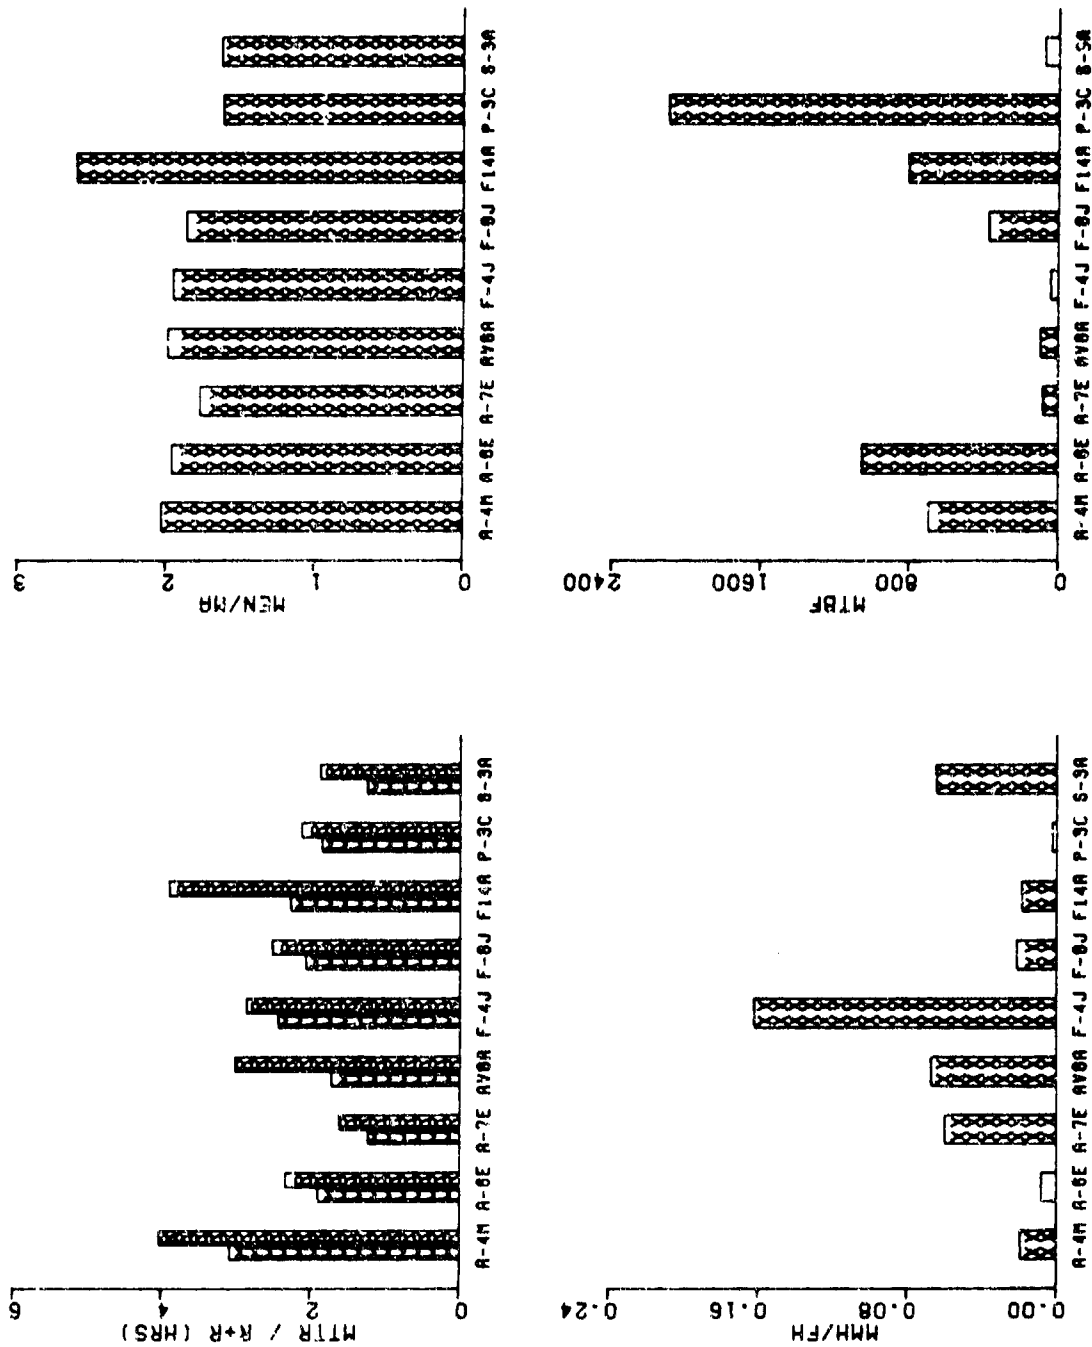 MTTR / R+R (HRS)
6
4
2
0
A-4M A-6E A-7E AV8A F-4J F-8J F14A P-3C S-3A
MEN/MA
3
2
1
0
A-4M A-6E A-7E AV8A F-4J F-8J F14A P-3C S-3A
MMH/FH
0.24
0.16
0.08
0.00
A-4M A-6E A-7E AV8A F-4J F-8J F14A P-3C S-3A
MTBF
2400
1600
800
0
A-4M A-6E A-7E AV8A F-4J F-8J F14A P-3C S-3A